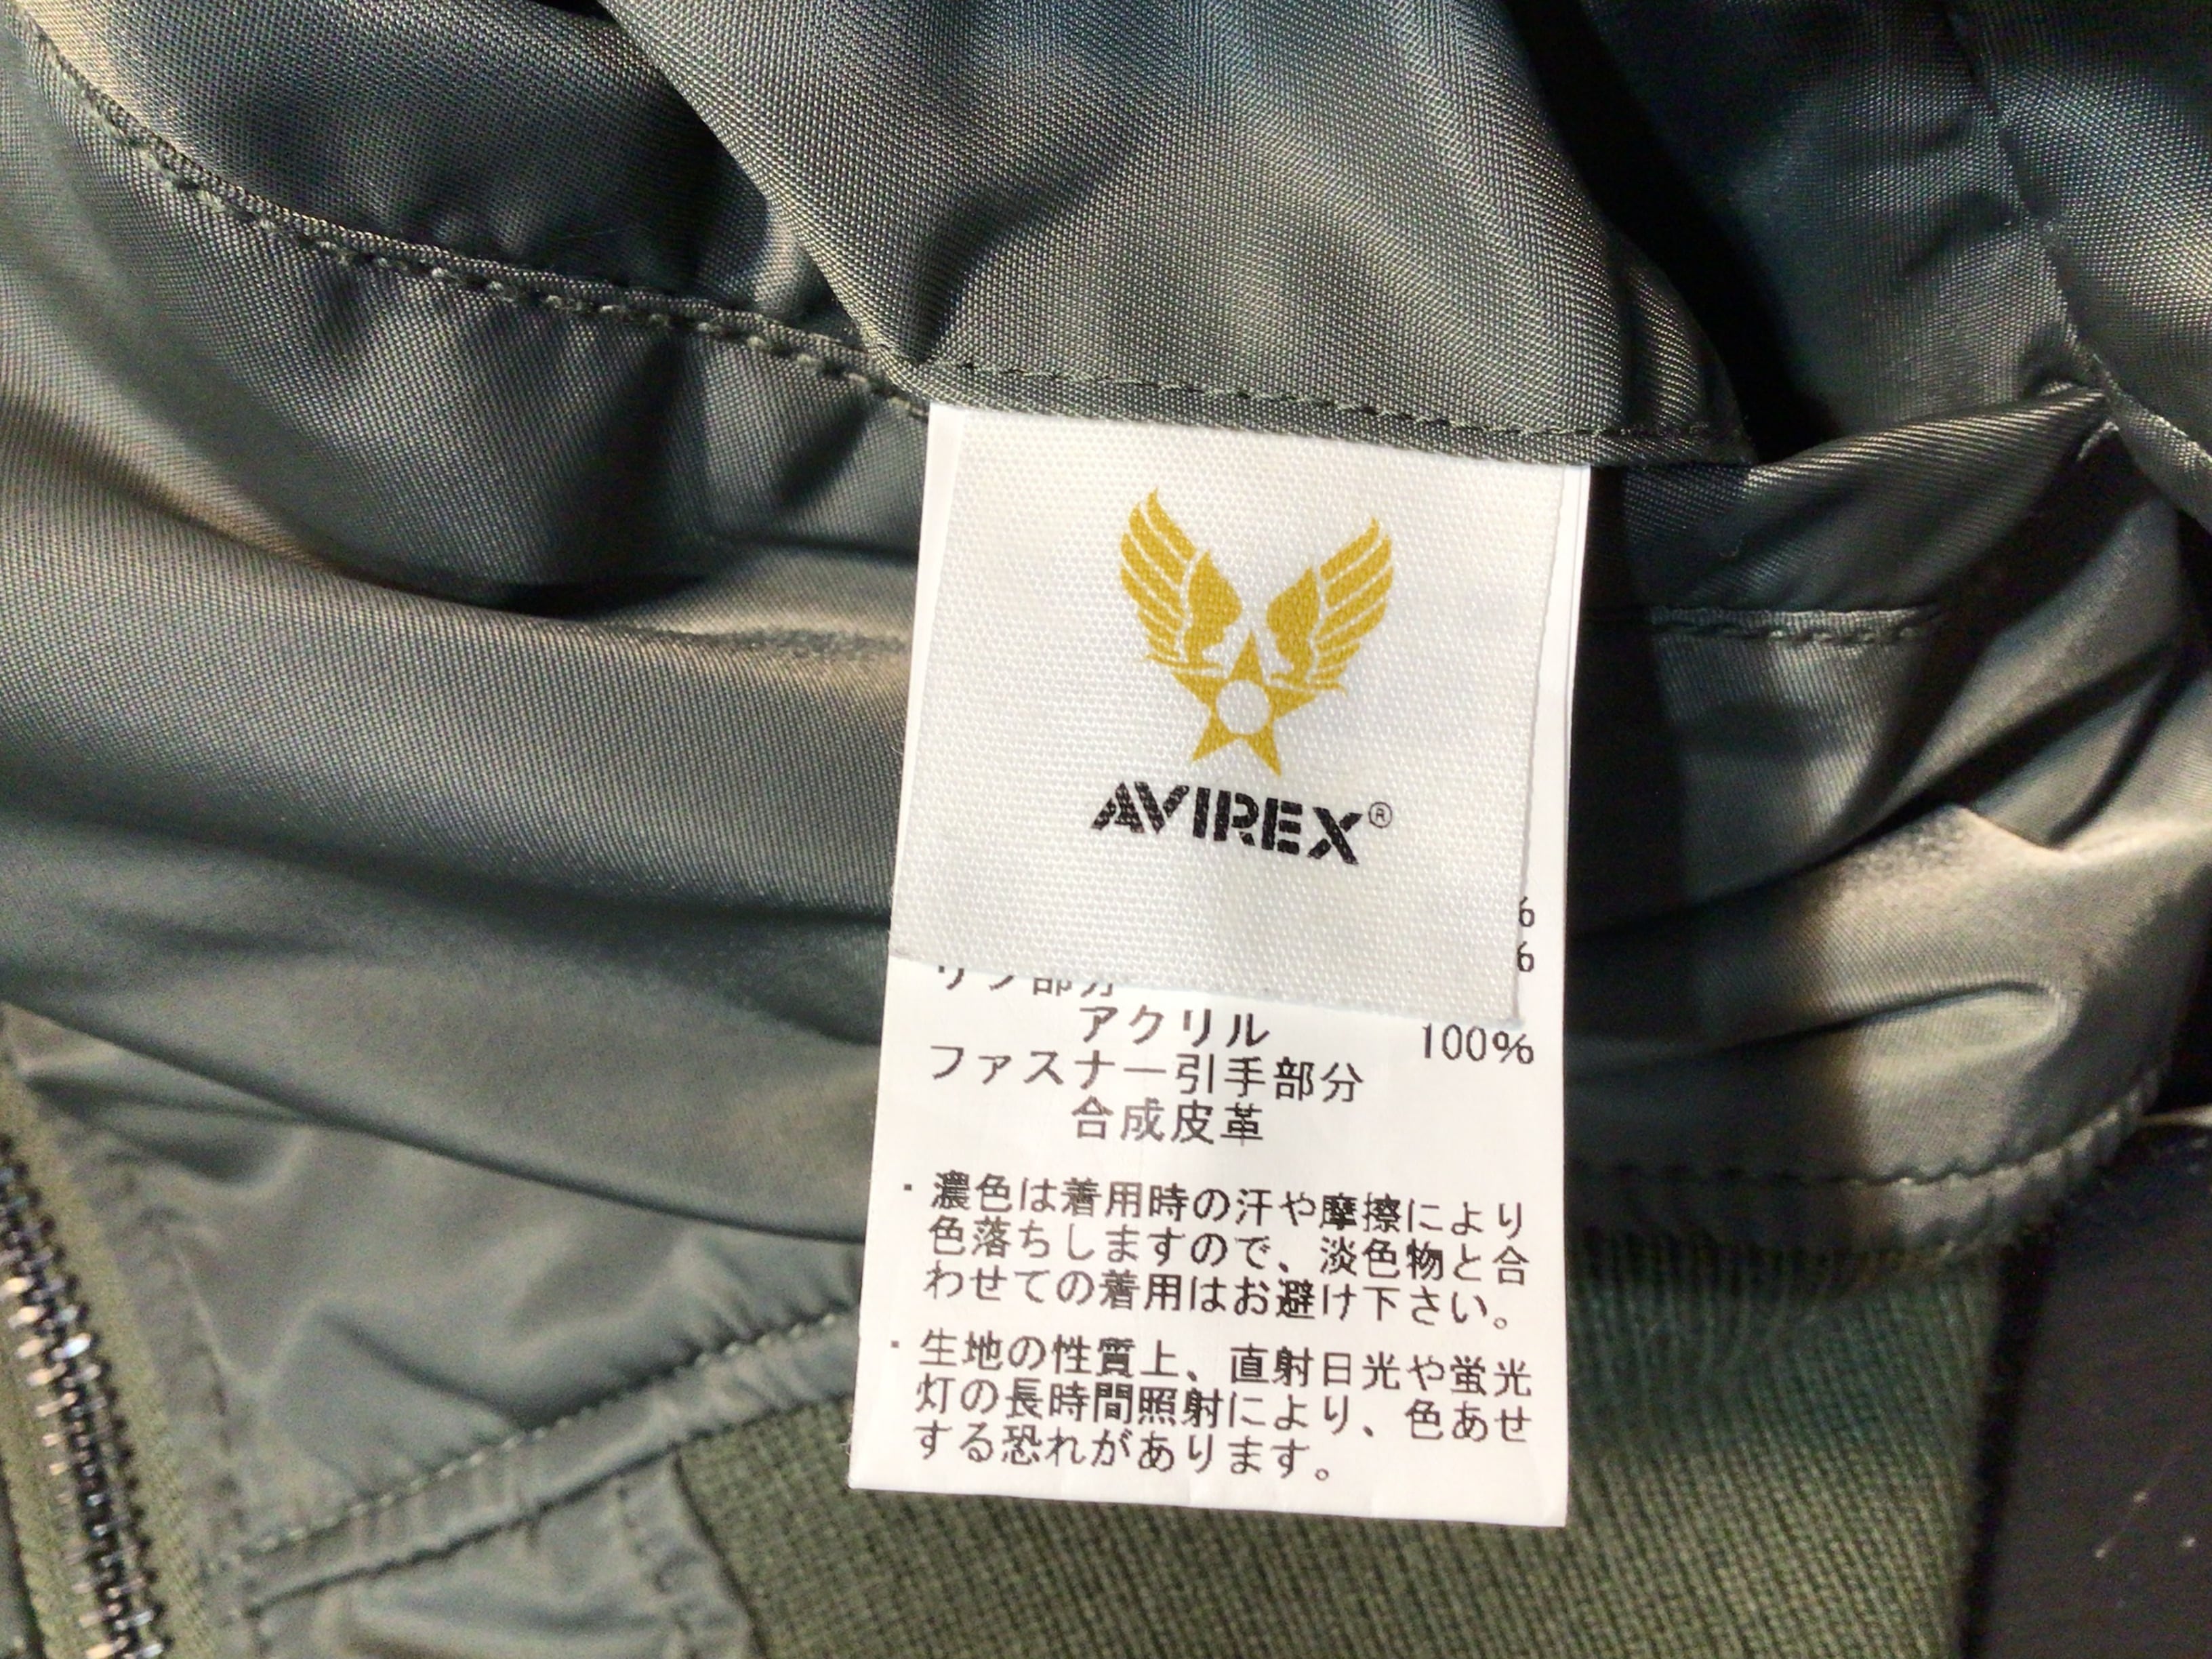 AVIREX®
%
%
リブ部分
アクリル 100%
ファスナー引手部分
合成皮革
・濃色は着用時の汗や摩擦により
色落ちしますので、淡色物と合
わせての着用はお避け下さい。
・生地の性質上、直射日光や蛍光
灯の長時間照射により、色あせ
する恐れがあります。